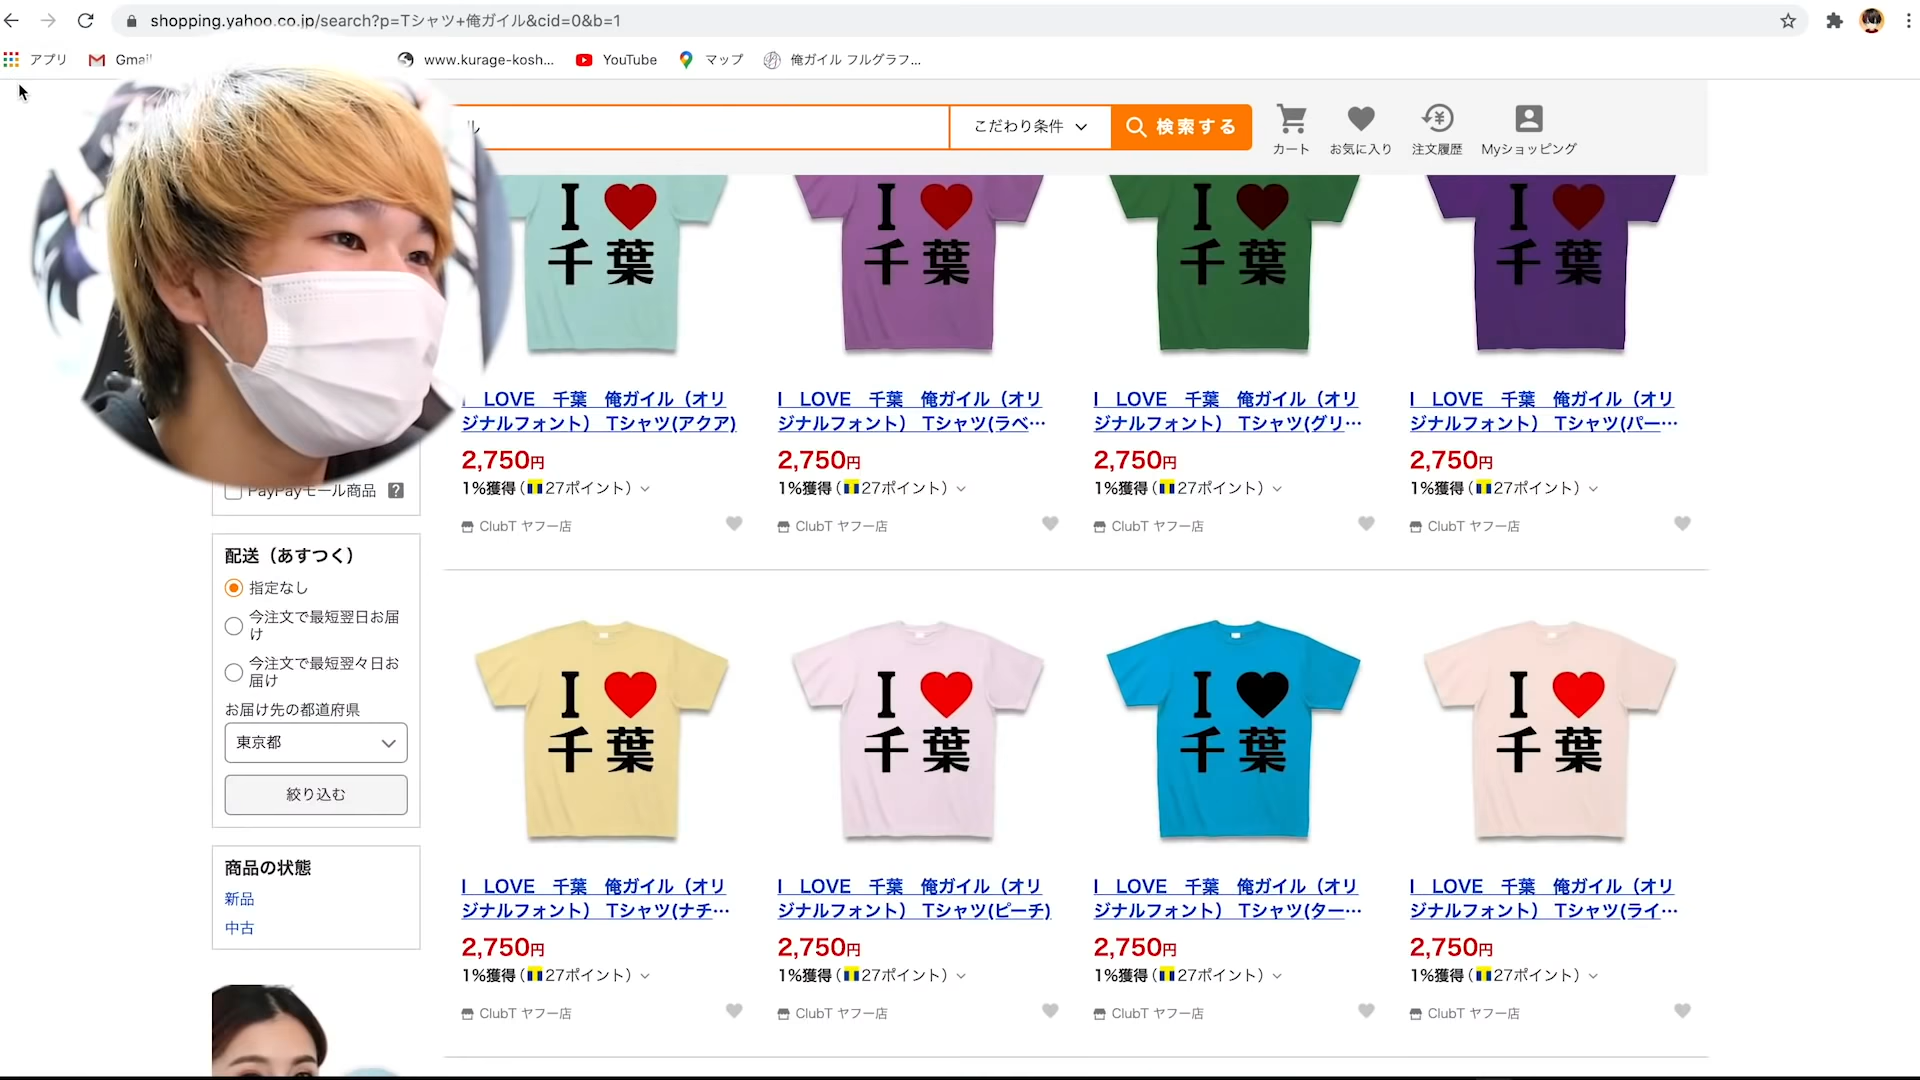 shopping.yahoo.co.jp/search?p=Tシャツ+俺ガイル&cid=0&b=1
アプリ Gmail www.kurage-kosh... YouTube マップ 俺ガイル フルグラフ...
ル こだわり条件 検索する
カート お気に入り 注文履歴 Myショッピング
I
千葉
I
千葉
I
千葉
I
千葉
I LOVE 千葉 俺ガイル（オリ
ジナルフォント） Tシャツ(アクア)
2,750円
1%獲得 (27ポイント)
ClubT ヤフー店
I LOVE 千葉 俺ガイル（オリ
ジナルフォント） Tシャツ(ラベ…
2,750円
1%獲得 (27ポイント)
ClubT ヤフー店
I LOVE 千葉 俺ガイル（オリ
ジナルフォント） Tシャツ(グリ…
2,750円
1%獲得 (27ポイント)
ClubT ヤフー店
I LOVE 千葉 俺ガイル（オリ
ジナルフォント） Tシャツ(パー…
2,750円
1%獲得 (27ポイント)
ClubT ヤフー店
PayPayモール商品 ?
配送（あすつく）
指定なし
今注文で最短翌日お届
け
今注文で最短翌々日お
届け
お届け先の都道府県
東京都
絞り込む
商品の状態
新品
中古
I
千葉
I
千葉
I
千葉
I
千葉
I LOVE 千葉 俺ガイル（オリ
ジナルフォント） Tシャツ(ナチ…
2,750円
1%獲得 (27ポイント)
ClubT ヤフー店
I LOVE 千葉 俺ガイル（オリ
ジナルフォント） Tシャツ(ピーチ)
2,750円
1%獲得 (27ポイント)
ClubT ヤフー店
I LOVE 千葉 俺ガイル（オリ
ジナルフォント） Tシャツ(ター…
2,750円
1%獲得 (27ポイント)
ClubT ヤフー店
I LOVE 千葉 俺ガイル（オリ
ジナルフォント） Tシャツ(ライ…
2,750円
1%獲得 (27ポイント)
ClubT ヤフー店